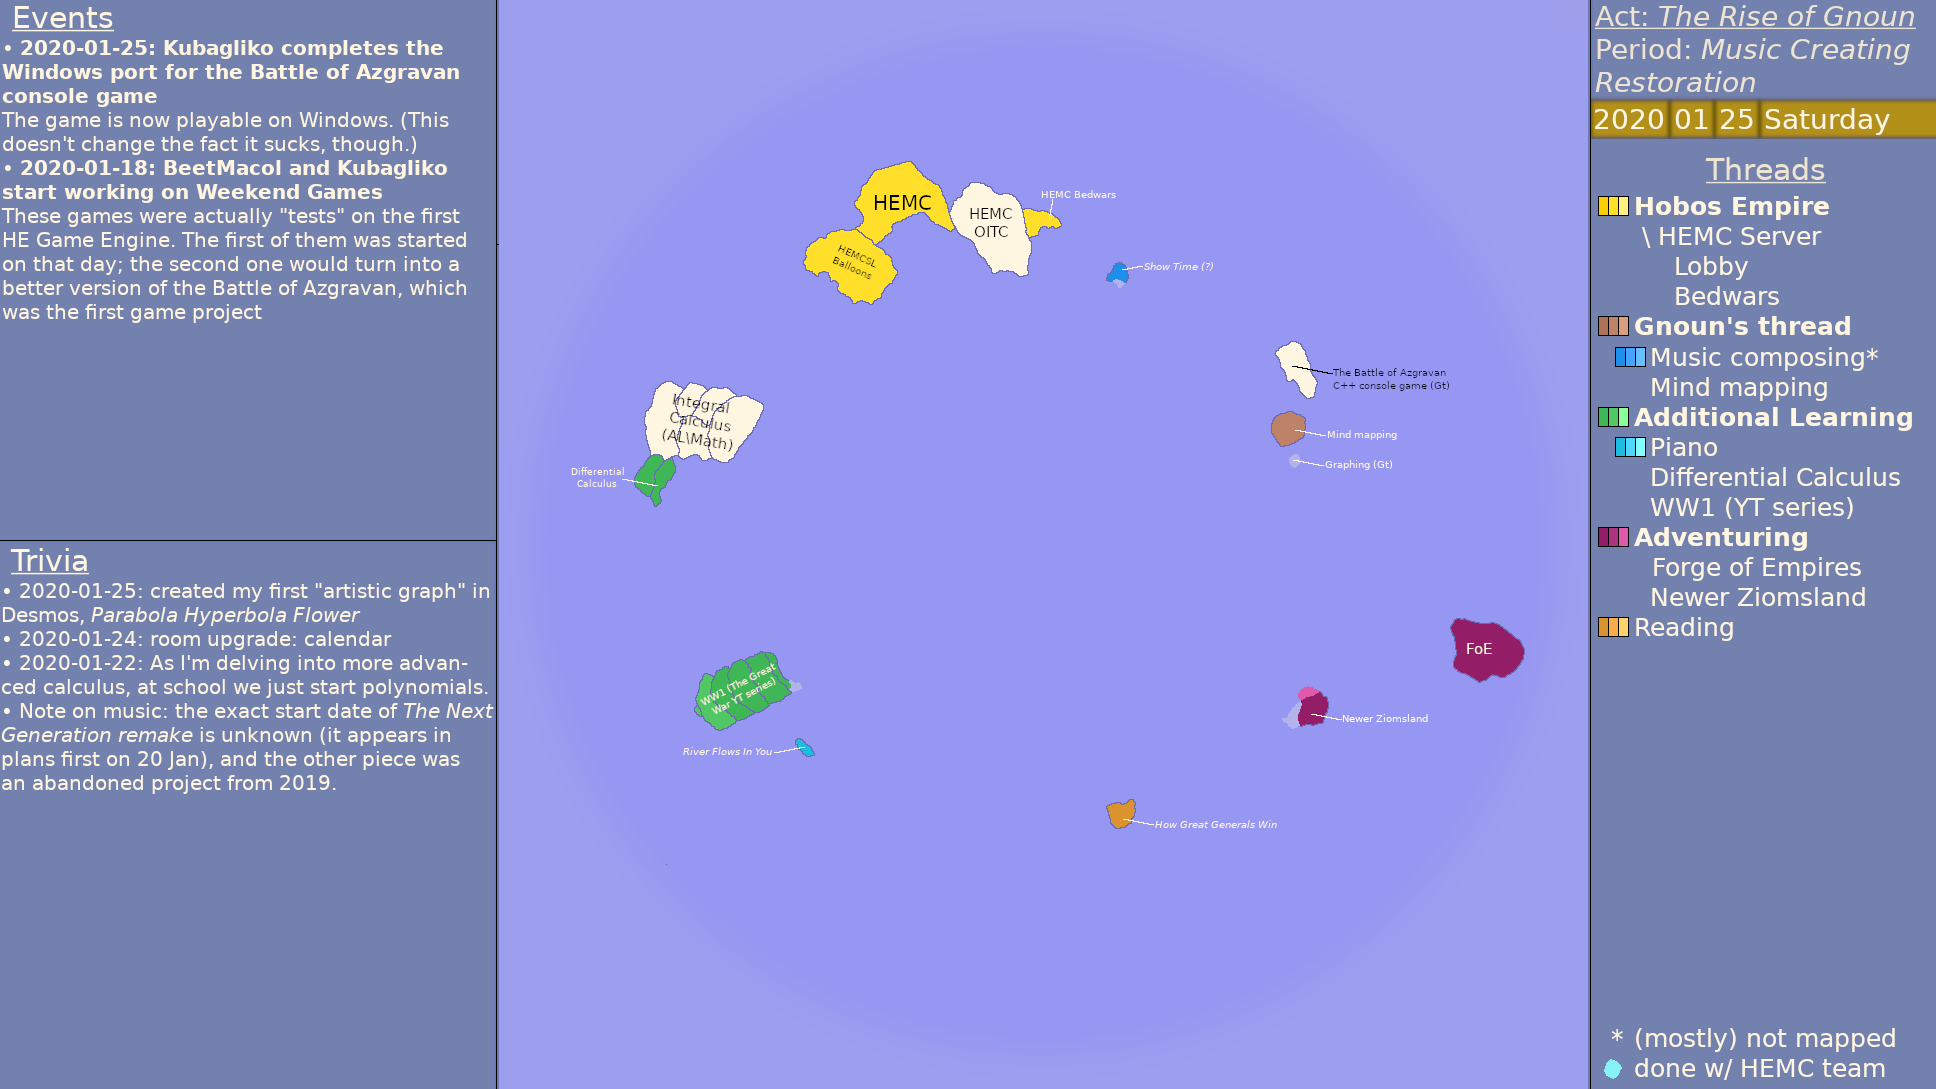 Events
• 2020-01-25: Kubagliko completes the
Windows port for the Battle of Azgravan
console game
The game is now playable on Windows. (This
doesn't change the fact it sucks, though.)
• 2020-01-18: BeetMacol and Kubagliko
start working on Weekend Games
These games were actually "tests" on the first
HE Game Engine. The first of them was started
on that day; the second one would turn into a
better version of the Battle of Azgravan, which
was the first game project
Trivia
• 2020-01-25: created my first "artistic graph" in
Desmos, Parabola Hyperbola Flower
• 2020-01-24: room upgrade: calendar
• 2020-01-22: As I'm delving into more advan-
ced calculus, at school we just start polynomials.
• Note on music: the exact start date of The Next
Generation remake is unknown (it appears in
plans first on 20 Jan), and the other piece was
an abandoned project from 2019.
HEMC
HEMC
OITC
HEMC Bedwars
HEMCSL
Balloons
Show Time (?)
The Battle of Azgravan
C++ console game (Gt)
Integral
Calculus
(AL\Math)
Mind mapping
Graphing (Gt)
Differential
Calculus
FoE
WW1 (The Great
War YT series)
Newer Ziomsland
River Flows In You
How Great Generals Win
Act: The Rise of Gnoun
Period: Music Creating
Restoration
2020 01 25 Saturday
Threads
Hobos Empire
\ HEMC Server
Lobby
Bedwars
Gnoun's thread
Music composing*
Mind mapping
Additional Learning
Piano
Differential Calculus
WW1 (YT series)
Adventuring
Forge of Empires
Newer Ziomsland
Reading
* (mostly) not mapped
done w/ HEMC team